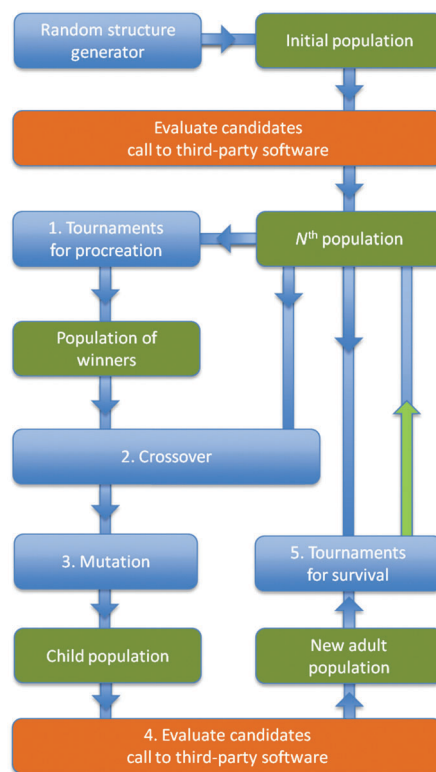 Random structure
generator
Initial population
Evaluate candidates
call to third-party software
1. Tournaments
for procreation
Nth population
Population of
winners
2. Crossover
3. Mutation
5. Tournaments
for survival
Child population
New adult
population
4. Evaluate candidates
call to third-party software